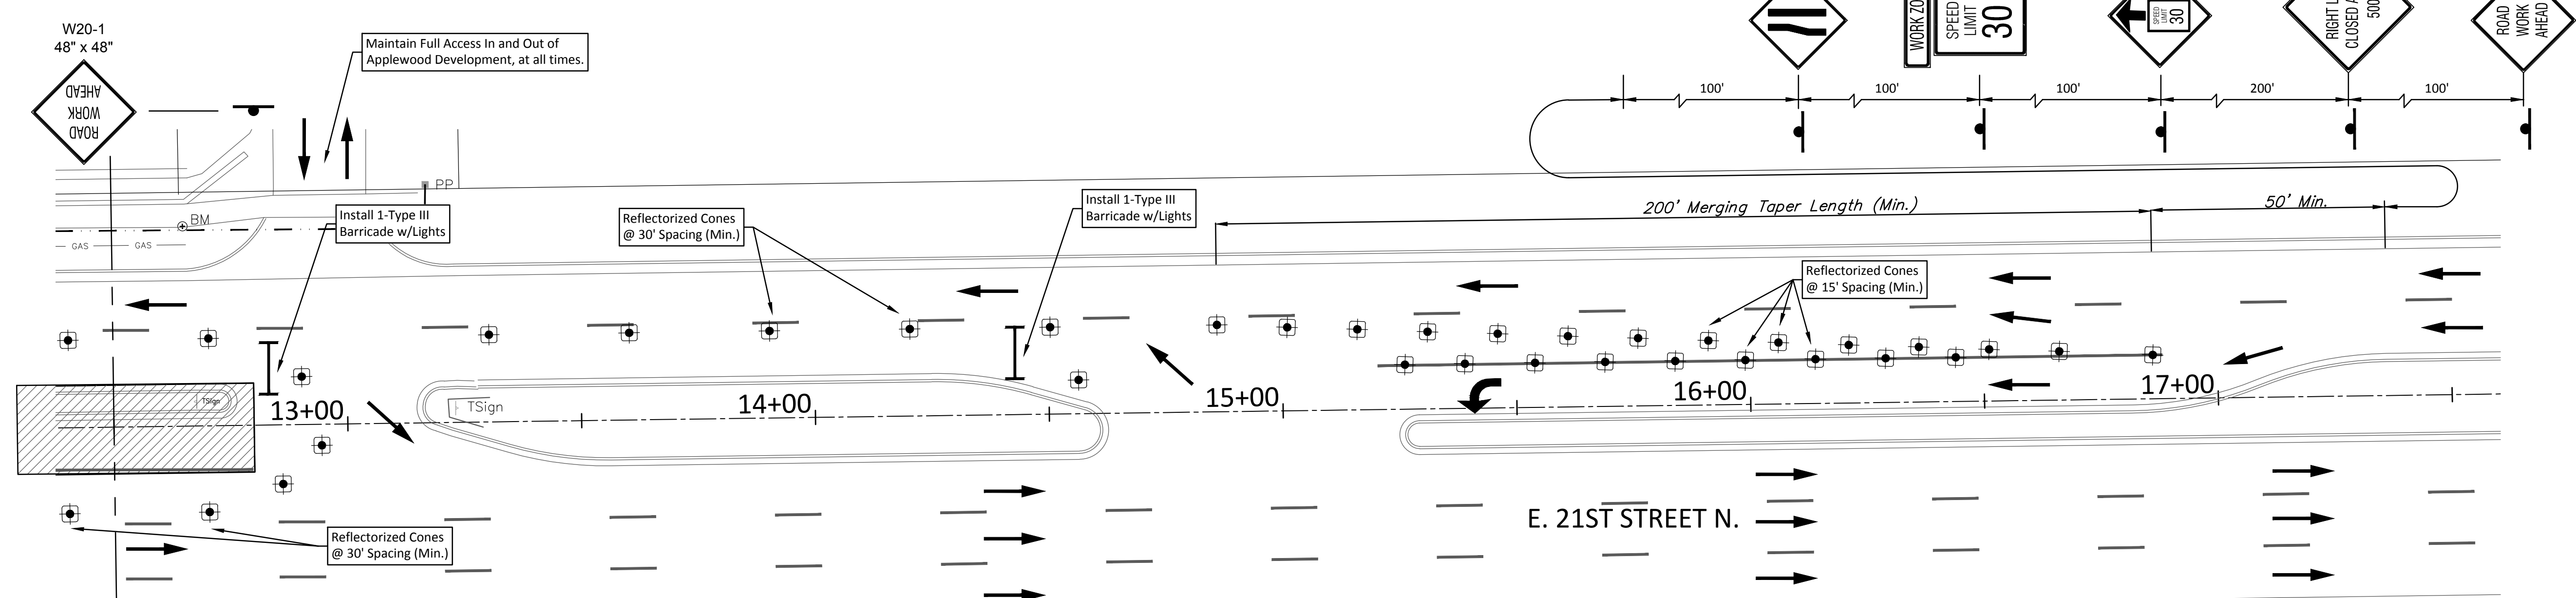 W20-1
48" x 48"
ROAD
WORK
AHEAD
Maintain Full Access In and Out of
Applewood Development, at all times.
WORK ZO
SPEED
LIMIT
30
SPEED
LIMIT
30
RIGHT L
CLOSED A
500
ROAD
WORK
AHEAD
100'
100'
100'
200'
100'
PP
BM
GAS
GAS
Install 1-Type III
Barricade w/Lights
Reflectorized Cones
@ 30' Spacing (Min.)
Install 1-Type III
Barricade w/Lights
200' Merging Taper Length (Min.)
50' Min.
Reflectorized Cones
@ 15' Spacing (Min.)
TSign
13+00
TSign
14+00
15+00
16+00
17+00
E. 21ST STREET N.
Reflectorized Cones
@ 30' Spacing (Min.)